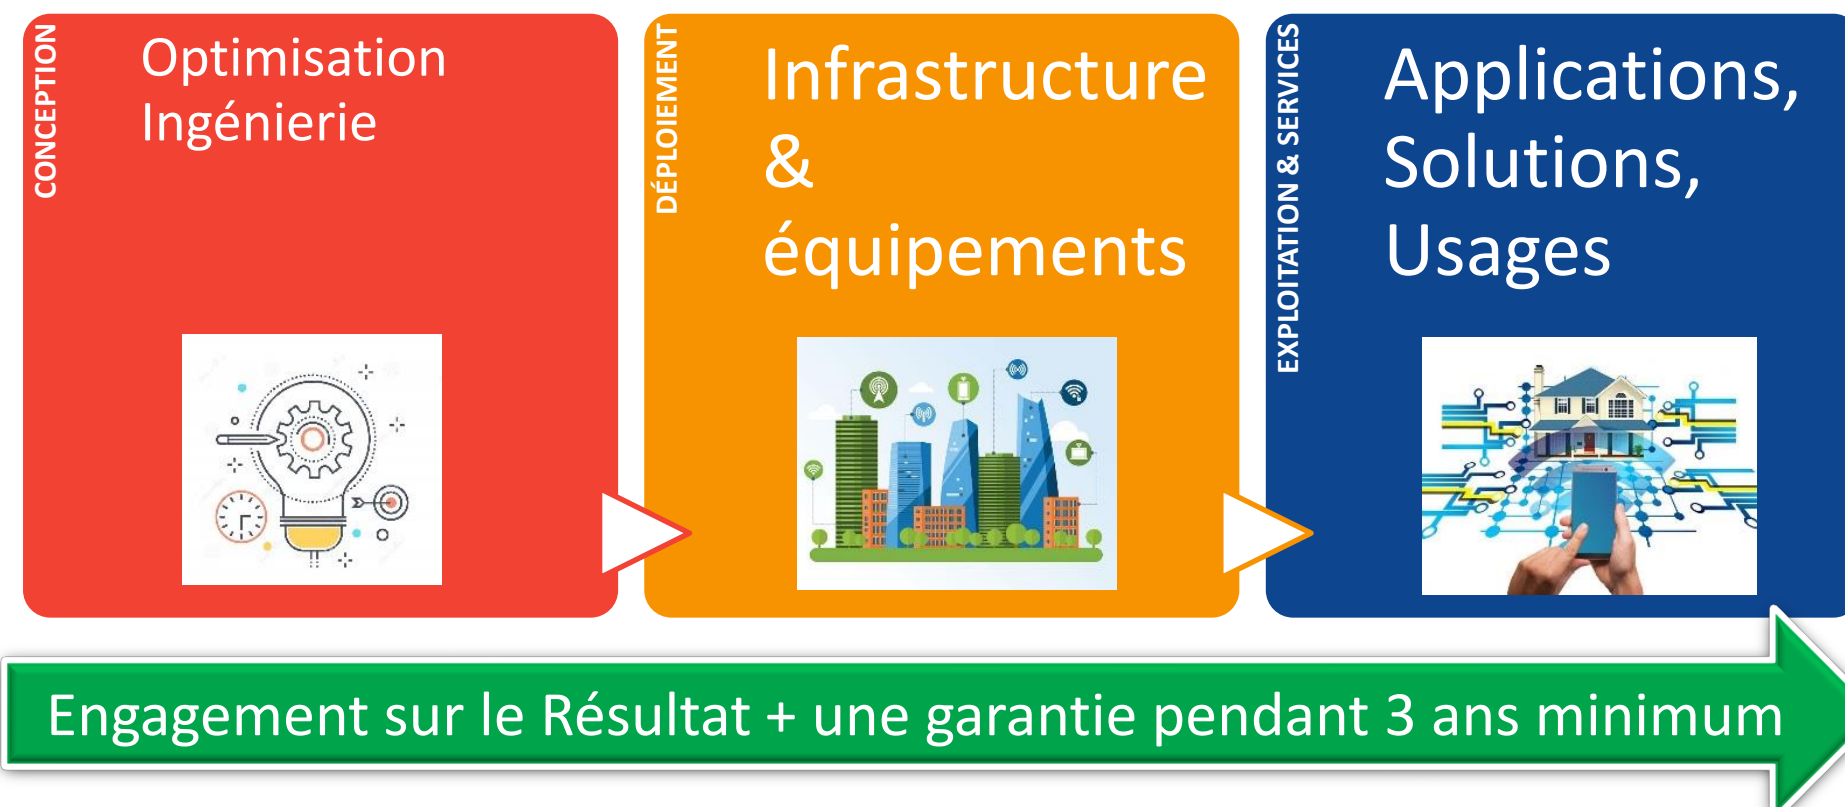 CONCEPTION
Optimisation
Ingénierie
DÉPLOIEMENT
Infrastructure
&
équipements
EXPLOITATION & SERVICES
Applications,
Solutions,
Usages
Engagement sur le Résultat + une garantie pendant 3 ans minimum